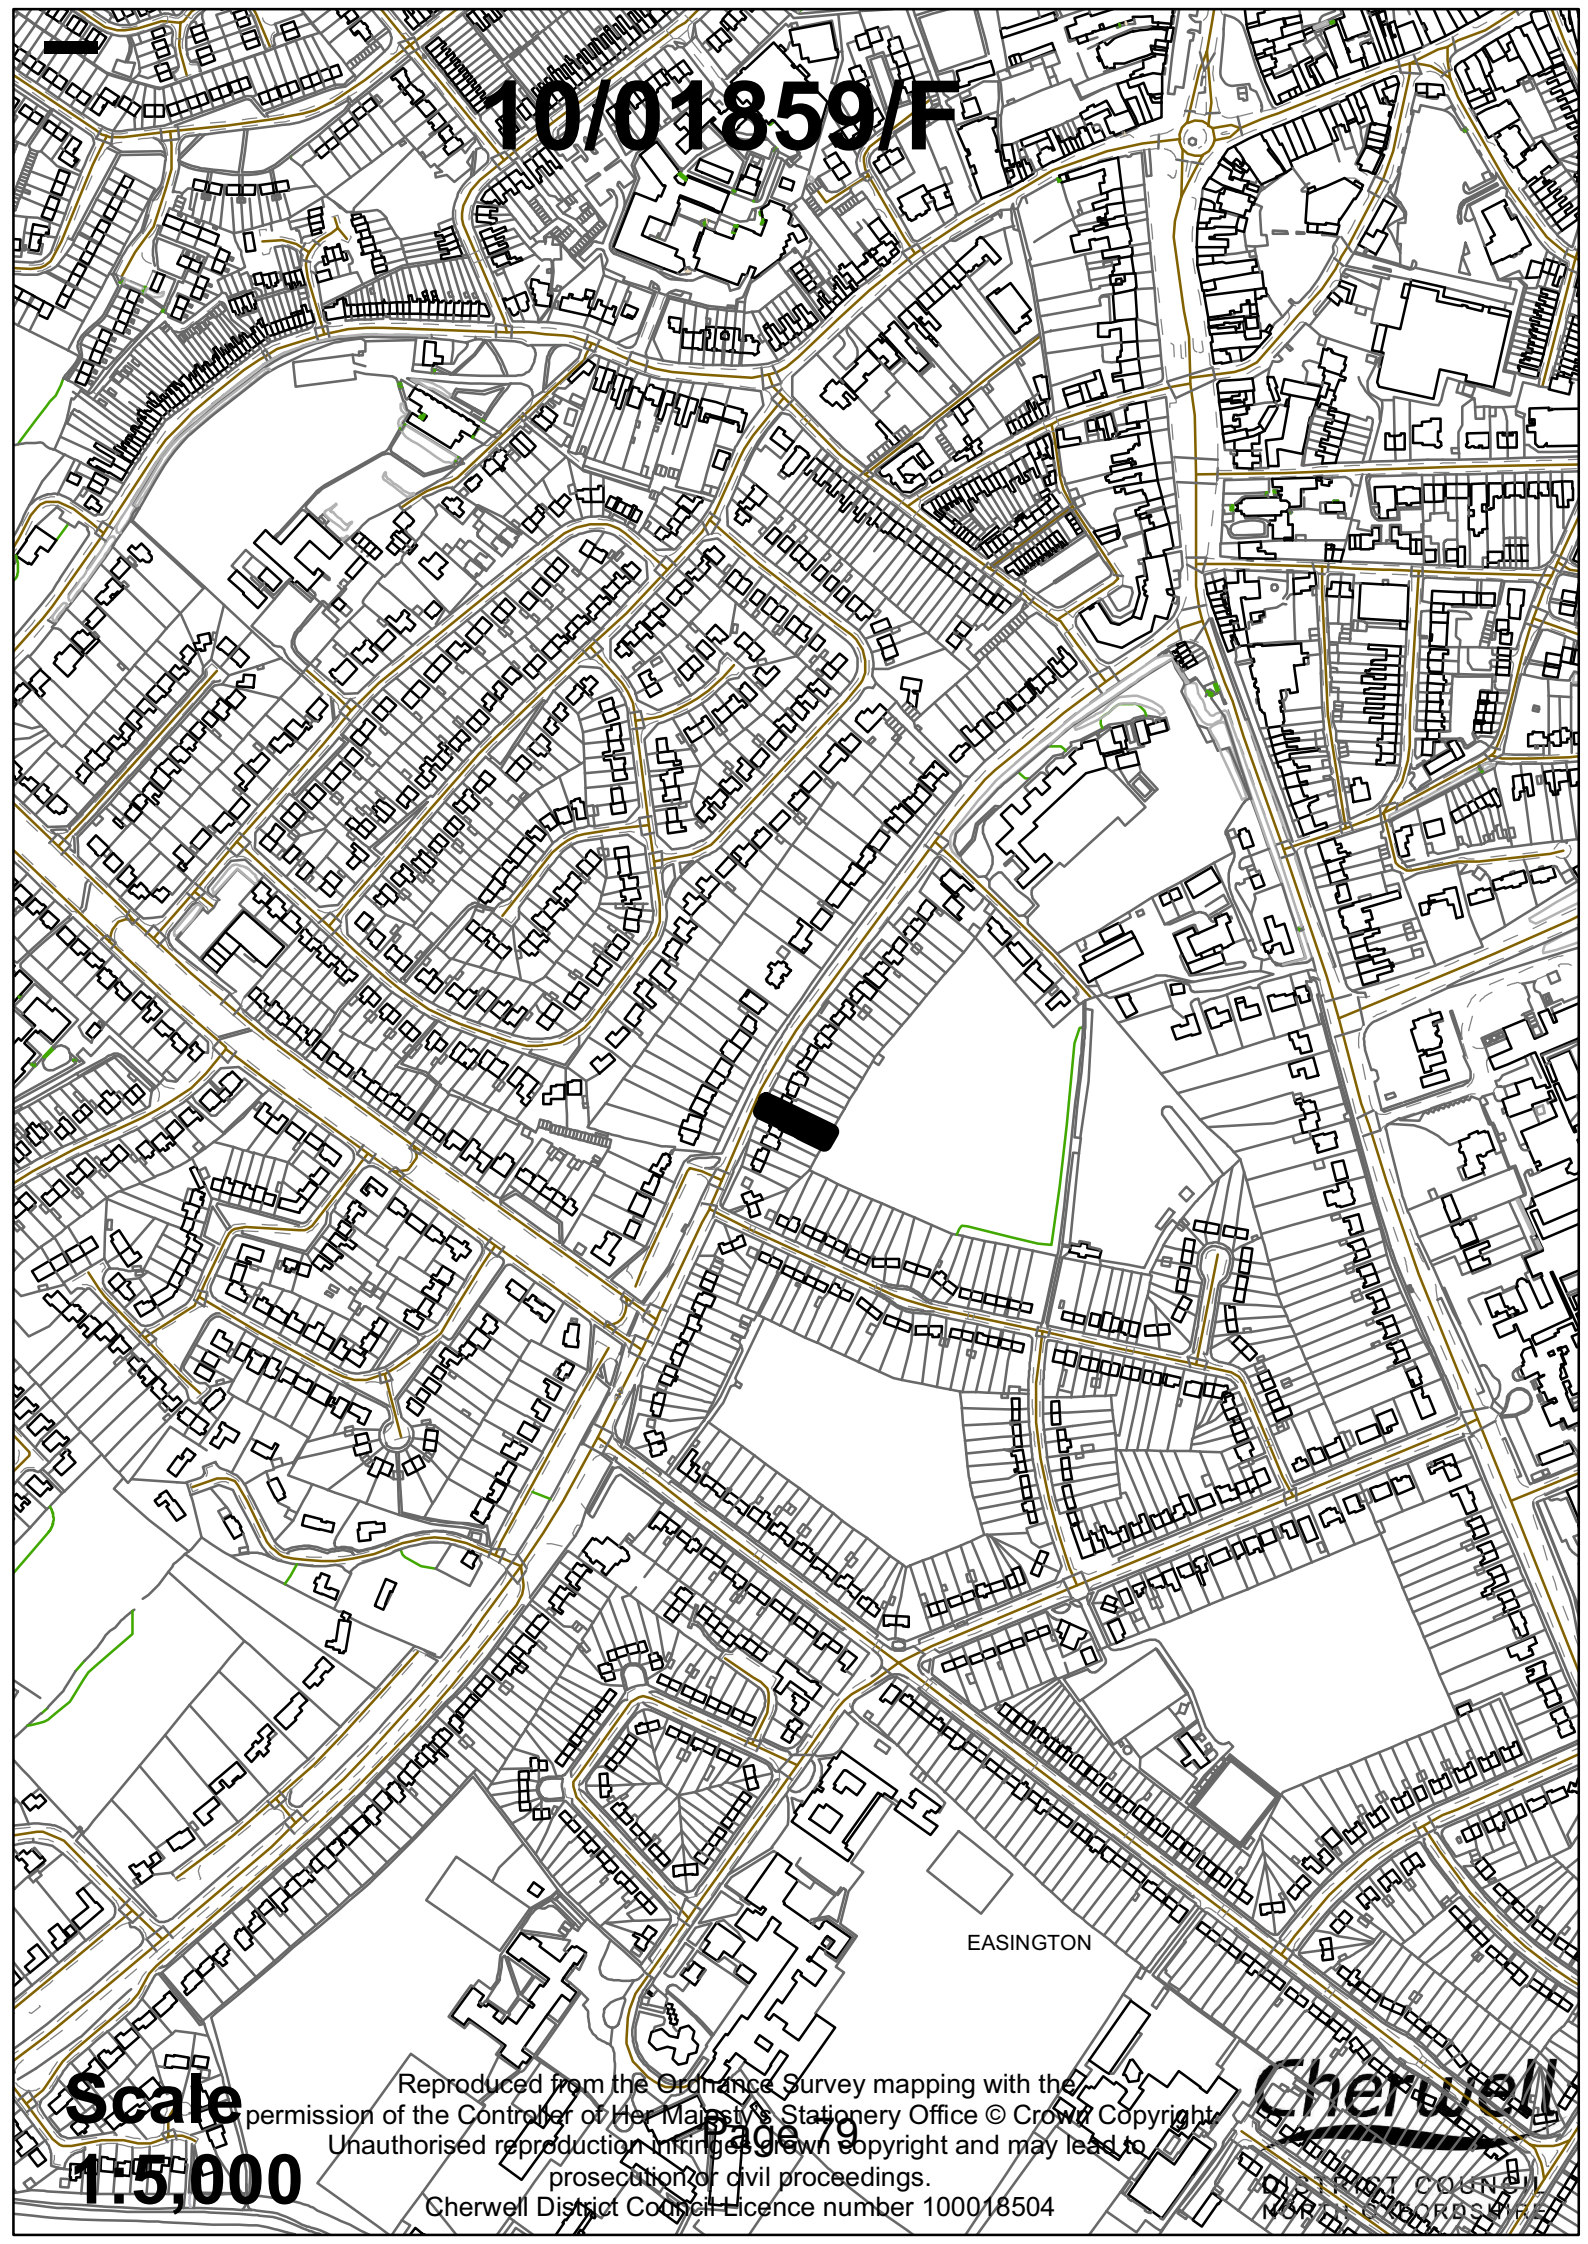 10/01859/F
EASINGTON
Scale
1:5,000
Reproduced from the Ordnance Survey mapping with the
permission of the Controller of Her Majesty's Stationery Office © Crown Copyright.
Unauthorised reproduction infringes crown copyright and may lead to
prosecution or civil proceedings.
Cherwell District Council Licence number 100018504
Page 79
Cherwell
DISTRICT COUNCIL
NORTH OXFORDSHIRE